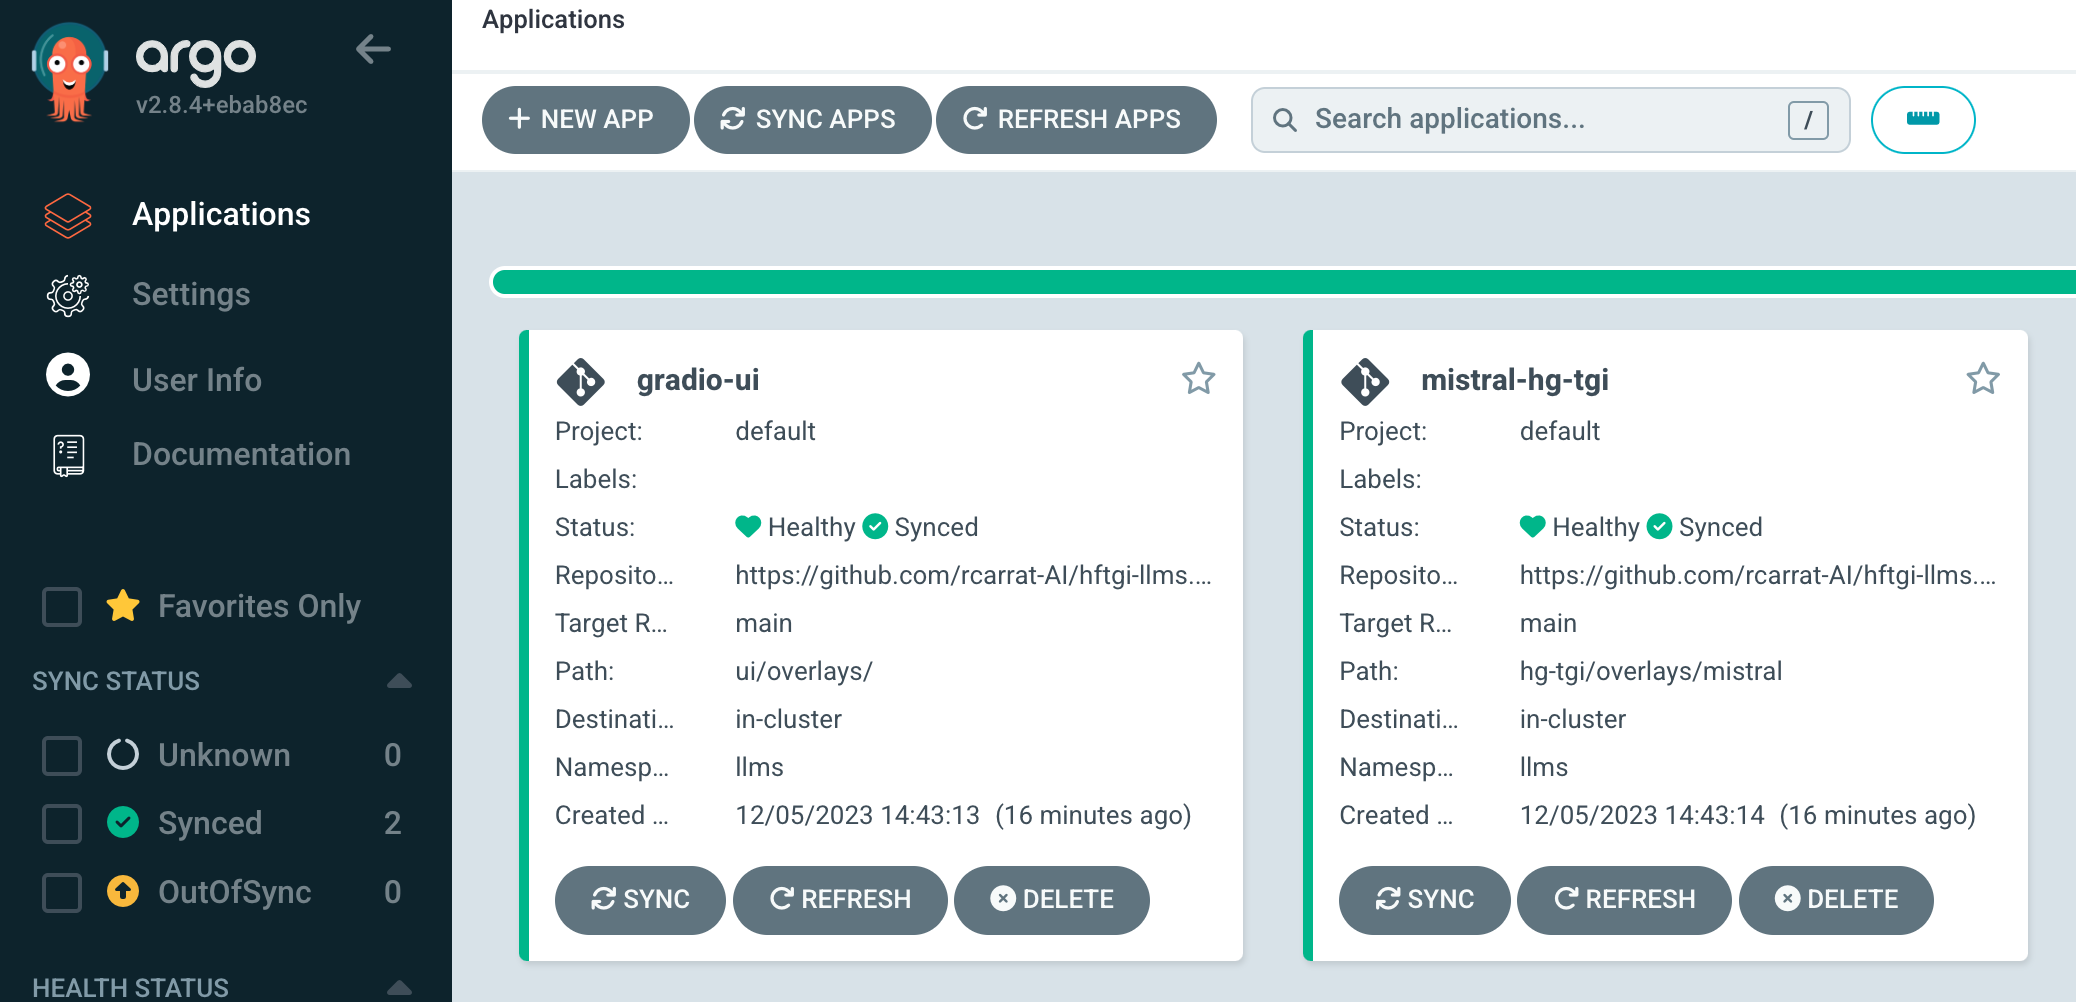 argo
v2.8.4+ebab8ec
Applications
Settings
User Info
Documentation
Favorites Only
SYNC STATUS
Unknown 0
Synced 2
OutOfSync 0
HEALTH STATUS
Applications
+ NEW APP SYNC APPS REFRESH APPS Search applications... /
gradio-ui
Project: default
Labels:
Status: Healthy Synced
Reposito... https://github.com/rcarrat-AI/hftgi-llms....
Target R... main
Path: ui/overlays/
Destinati... in-cluster
Namesp... llms
Created ... 12/05/2023 14:43:13 (16 minutes ago)
SYNC REFRESH DELETE
mistral-hg-tgi
Project: default
Labels:
Status: Healthy Synced
Reposito... https://github.com/rcarrat-AI/hftgi-llms....
Target R... main
Path: hg-tgi/overlays/mistral
Destinati... in-cluster
Namesp... llms
Created ... 12/05/2023 14:43:14 (16 minutes ago)
SYNC REFRESH DELETE